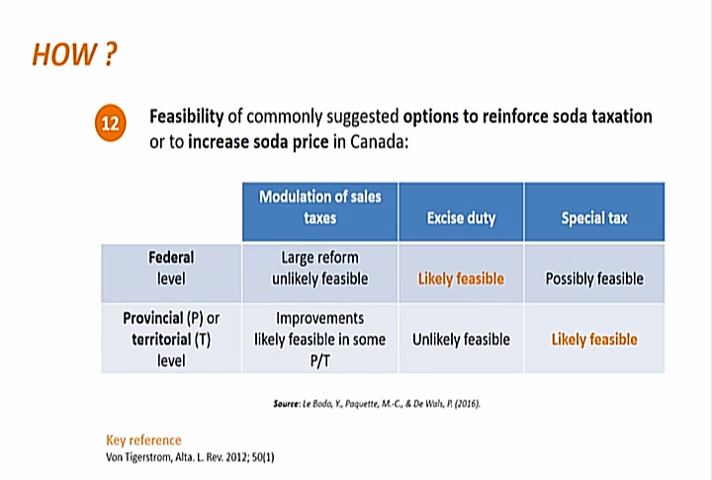 HOW ?
12
Feasibility of commonly suggested options to reinforce soda taxation
or to increase soda price in Canada:
Modulation of sales
taxes
Excise duty
Special tax
Federal
level
Large reform
unlikely feasible
Likely feasible
Possibly feasible
Provincial (P) or
territorial (T)
level
Improvements
likely feasible in some
P/T
Unlikely feasible
Likely feasible
Source: Le Bodo, Y., Paquette, M.-C., & De Wals, P. (2016).
Key reference
Von Tigerstrom, Alta. L. Rev. 2012; 50(1)